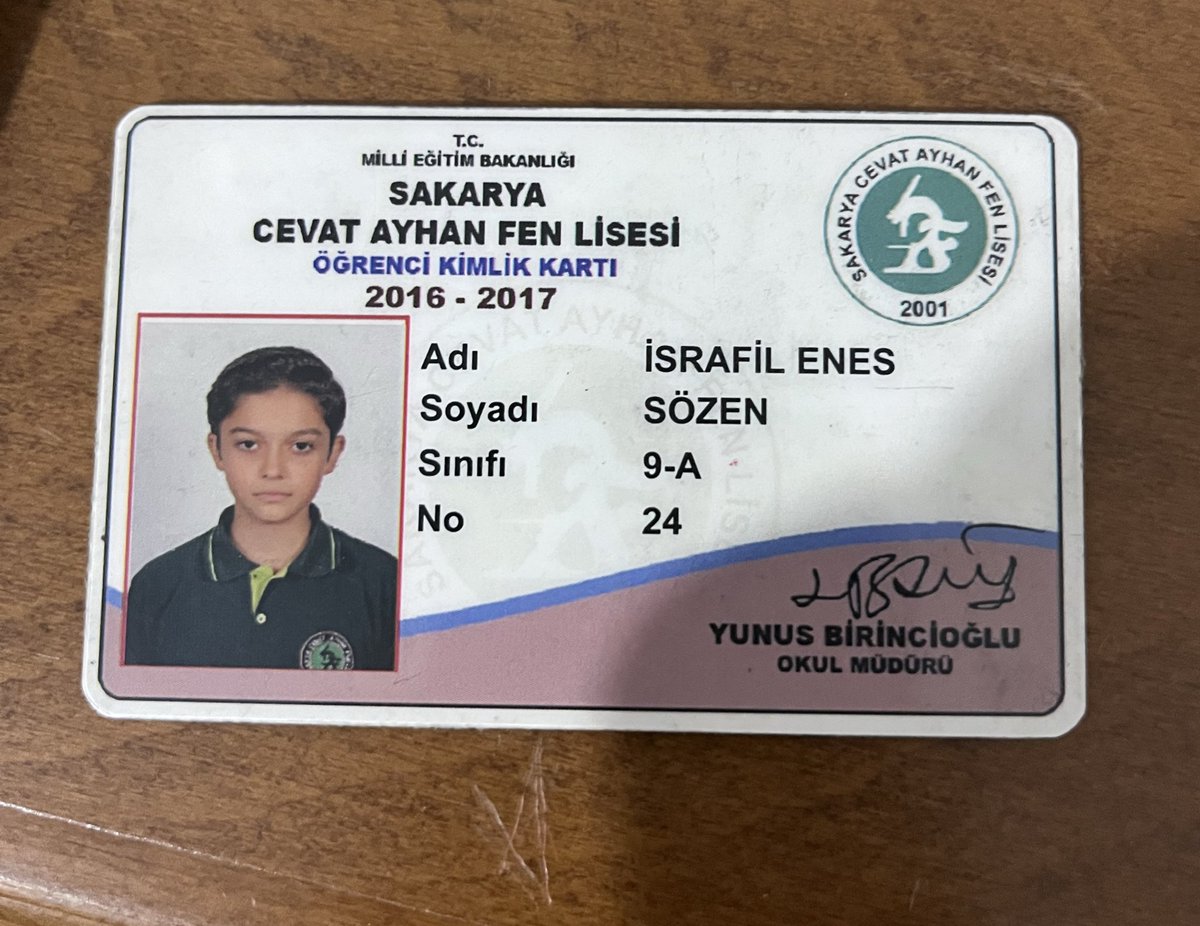 T.C.
MİLLİ EĞİTİM BAKANLIĞI
SAKARYA
CEVAT AYHAN FEN LİSESİ
ÖĞRENCİ KİMLİK KARTI
2016 - 2017
SAKARYA CEVAT AYHAN FEN LİSESİ
2001
Adı İSRAFİL ENES
Soyadı SÖZEN
Sınıfı 9-A
No 24
YUNUS BİRİNCİOĞLU
OKUL MÜDÜRÜ